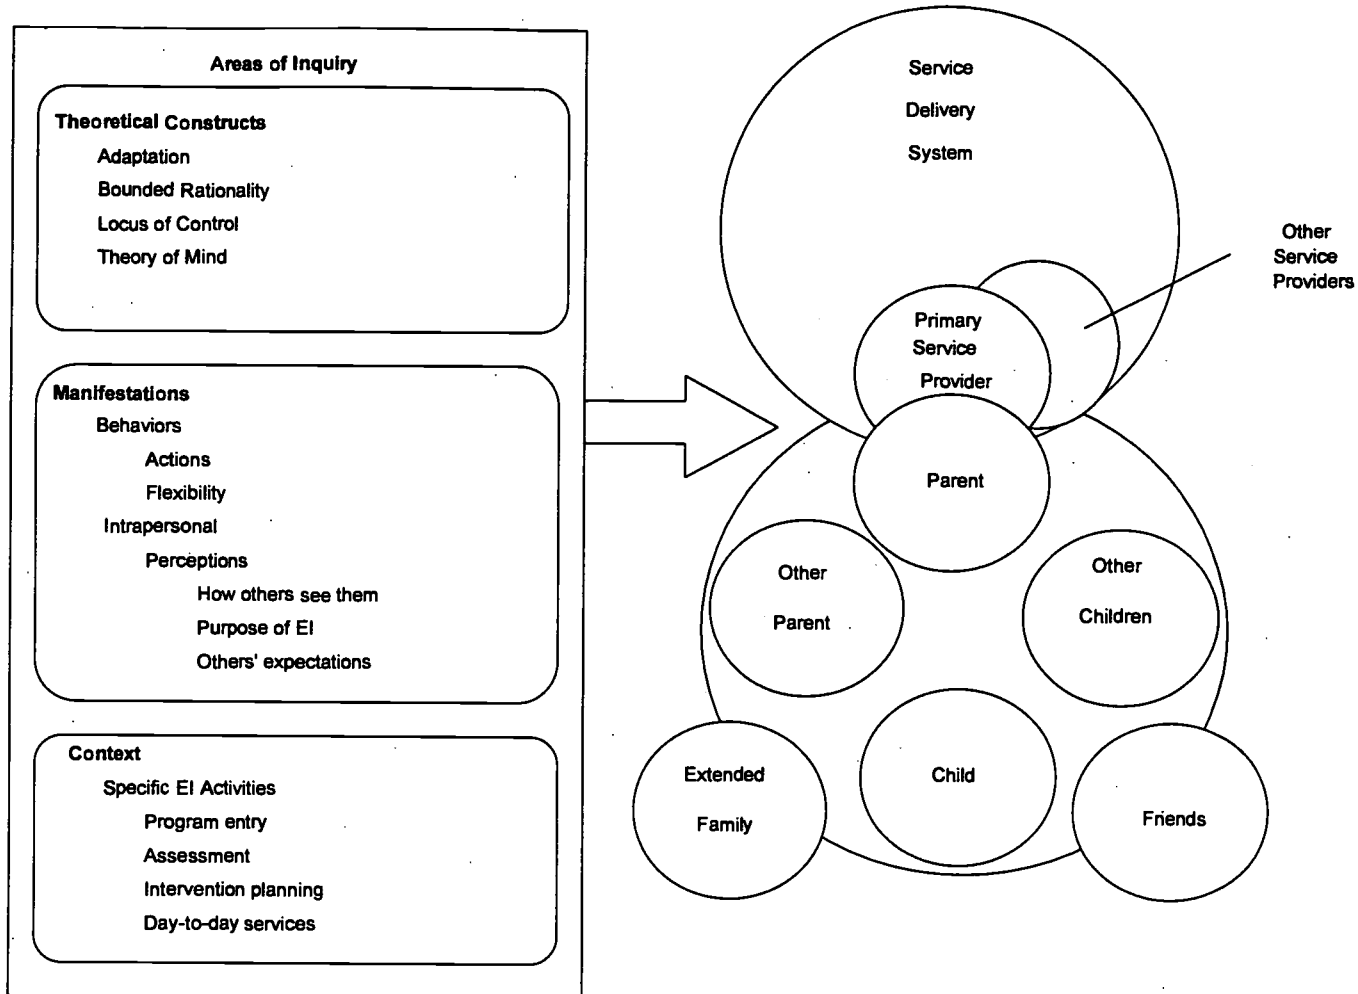 Areas of Inquiry
Theoretical Constructs
Adaptation
Bounded Rationality
Locus of Control
Theory of Mind
Manifestations
Behaviors
Actions
Flexibility
Intrapersonal
Perceptions
How others see them
Purpose of EI
Others' expectations
Context
Specific EI Activities
Program entry
Assessment
Intervention planning
Day-to-day services
Service
Delivery
System
Other
Service
Providers
Primary
Service
Provider
Parent
Other
Parent
Other
Children
Extended
Family
Child
Friends